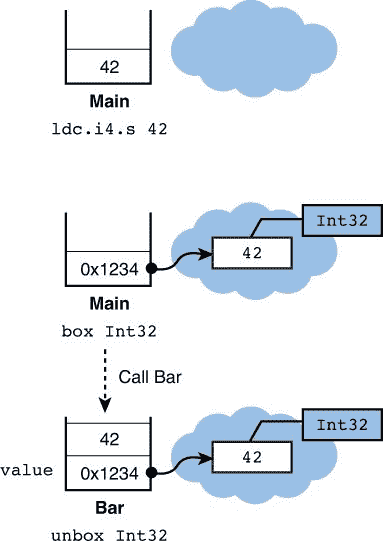 42
Main
ldc.i4.s 42
Int32
42
0x1234
Main
box Int32
Call Bar
Int32
42
42
value
0x1234
Bar
unbox Int32